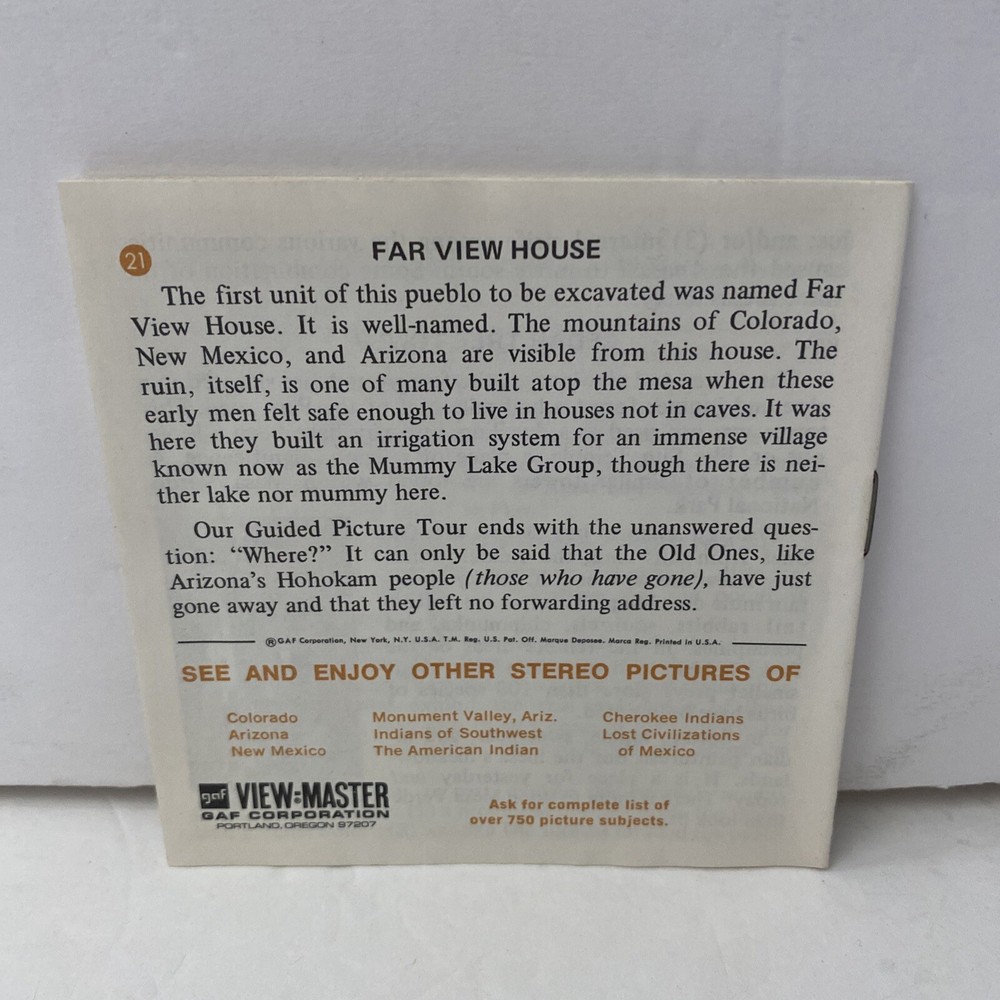 21
FAR VIEW HOUSE
The first unit of this pueblo to be excavated was named Far
View House. It is well-named. The mountains of Colorado,
New Mexico, and Arizona are visible from this house. The
ruin, itself, is one of many built atop the mesa when these
early men felt safe enough to live in houses not in caves. It was
here they built an irrigation system for an immense village
known now as the Mummy Lake Group, though there is nei-
ther lake nor mummy here.
Our Guided Picture Tour ends with the unanswered ques-
tion: “Where?” It can only be said that the Old Ones, like
Arizona’s Hohokam people (those who have gone), have just
gone away and that they left no forwarding address.
®GAF Corporation, New York, N.Y. U.S.A. T.M. Reg. U.S. Pat. Off. Marque Deposee. Marca Reg. Printed in U.S.A.
SEE AND ENJOY OTHER STEREO PICTURES OF
Colorado
Arizona
New Mexico
Monument Valley, Ariz.
Indians of Southwest
The American Indian
Cherokee Indians
Lost Civilizations
of Mexico
gaf VIEW-MASTER
GAF CORPORATION
PORTLAND, OREGON 97207
Ask for complete list of
over 750 picture subjects.